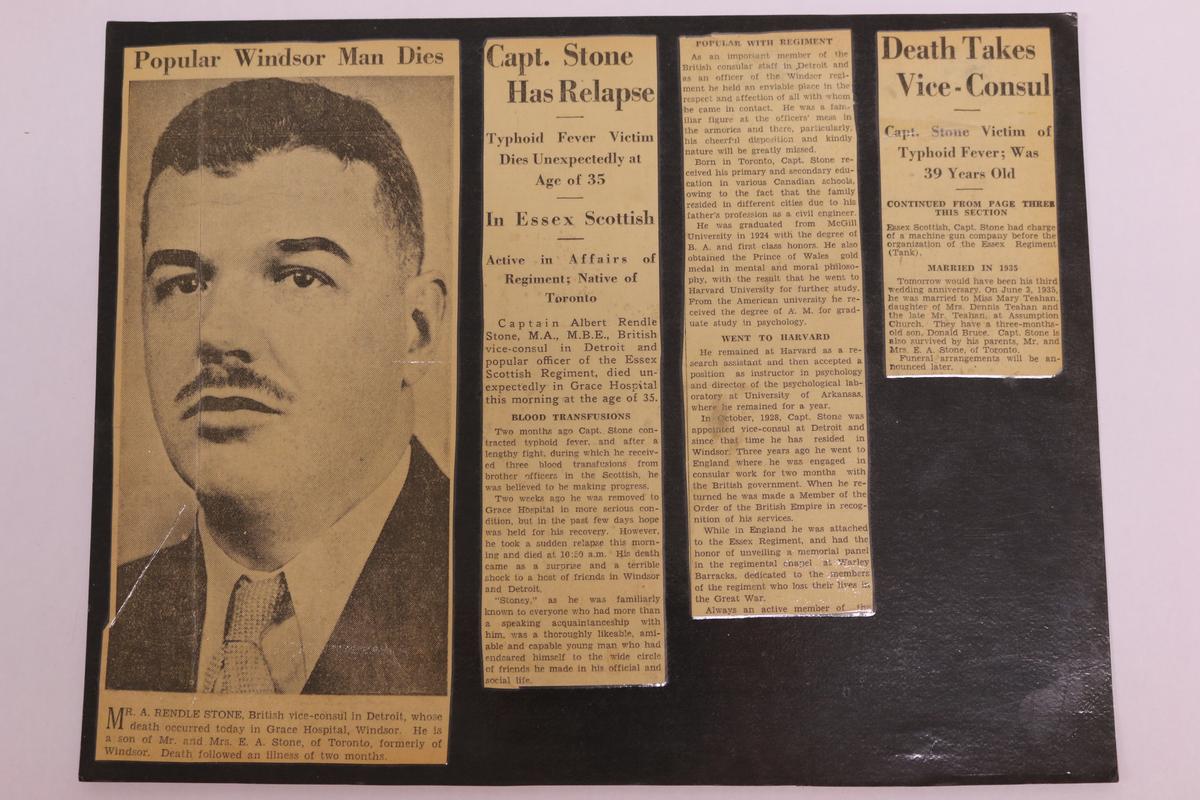 Popular Windsor Man Dies
MR. A. RENDLE STONE, British vice-consul in Detroit, whose
death occurred today in Grace Hospital, Windsor. He is
a son of Mr. and Mrs. E. A. Stone, of Toronto, formerly of
Windsor. Death followed an illness of two months.
Capt. Stone
Has Relapse
Typhoid Fever Victim
Dies Unexpectedly at
Age of 35
In Essex Scottish
Active in Affairs of
Regiment; Native of
Toronto
Captain Albert Rendle
Stone, M.A., M.B.E., British
vice-consul in Detroit and
popular officer of the Essex
Scottish Regiment, died un-
expectedly in Grace Hospital
this morning at the age of 35.
BLOOD TRANSFUSIONS
Two months ago Capt. Stone con-
tracted typhoid fever, and after a
lengthy fight, during which he receiv-
ed three blood transfusions from
brother officers in the Scottish, he
was believed to be making progress.
Two weeks ago he was removed to
Grace Hospital in more serious con-
dition, but in the past few days hope
was held for his recovery. However,
he took a sudden relapse this morn-
ing and died at 10:50 a.m. His death
came as a surprise and a terrible
shock to a host of friends in Windsor
and Detroit.
"Stoney," as he was familiarly
known to everyone who had more than
a speaking acquaintanceship with
him, was a thoroughly likeable, ami-
able and capable young man who had
endeared himself to the wide circle
of friends he made in his official and
social life.
POPULAR WITH REGIMENT
As an important member of the
British consular staff in Detroit and
as an officer of the Windsor regi-
ment he held an enviable place in the
respect and affection of all with whom
he came in contact. He was a fam-
iliar figure at the officers' mess in
the armories and there, particularly,
his cheerful disposition and kindly
nature will be greatly missed.
Born in Toronto, Capt. Stone re-
ceived his primary and secondary edu-
cation in various Canadian schools,
owing to the fact that the family
resided in different cities due to his
father's profession as a civil engineer.
He was graduated from McGill
University in 1924 with the degree of
B. A. and first class honors. He also
obtained the Prince of Wales gold
medal in mental and moral philoso-
phy, with the result that he went to
Harvard University for further study.
From the American university he re-
ceived the degree of A. M. for grad-
uate study in psychology.
WENT TO HARVARD
He remained at Harvard as a re-
search assistant and then accepted a
position as instructor in psychology
and director of the psychological lab-
oratory at University of Arkansas,
where he remained for a year.
In October, 1928, Capt. Stone was
appointed vice-consul at Detroit and
since that time he has resided in
Windsor. Three years ago he went to
England where he was engaged in
consular work for two months with
the British government. When he re-
turned he was made a Member of the
Order of the British Empire in recog-
nition of his services.
While in England he was attached
to the Essex Regiment, and had the
honor of unveiling a memorial panel
in the regimental chapel at Warley
Barracks, dedicated to the members
of the regiment who lost their lives in
the Great War.
Always an active member of the
Death Takes
Vice-Consul
Capt. Stone Victim of
Typhoid Fever; Was
39 Years Old
CONTINUED FROM PAGE THREE
THIS SECTION
Essex Scottish, Capt. Stone had charge
of a machine gun company before the
organization of the Essex Regiment
(Tank).
MARRIED IN 1935
Tomorrow would have been his third
wedding anniversary. On June 3, 1935,
he was married to Miss Mary Teahan,
daughter of Mrs. Dennis Teahan and
the late Mr. Teahan, at Assumption
Church. They have a three-months-
old son, Donald Bruce. Capt. Stone is
also survived by his parents, Mr. and
Mrs. E. A. Stone, of Toronto.
Funeral arrangements will be an-
nounced later.